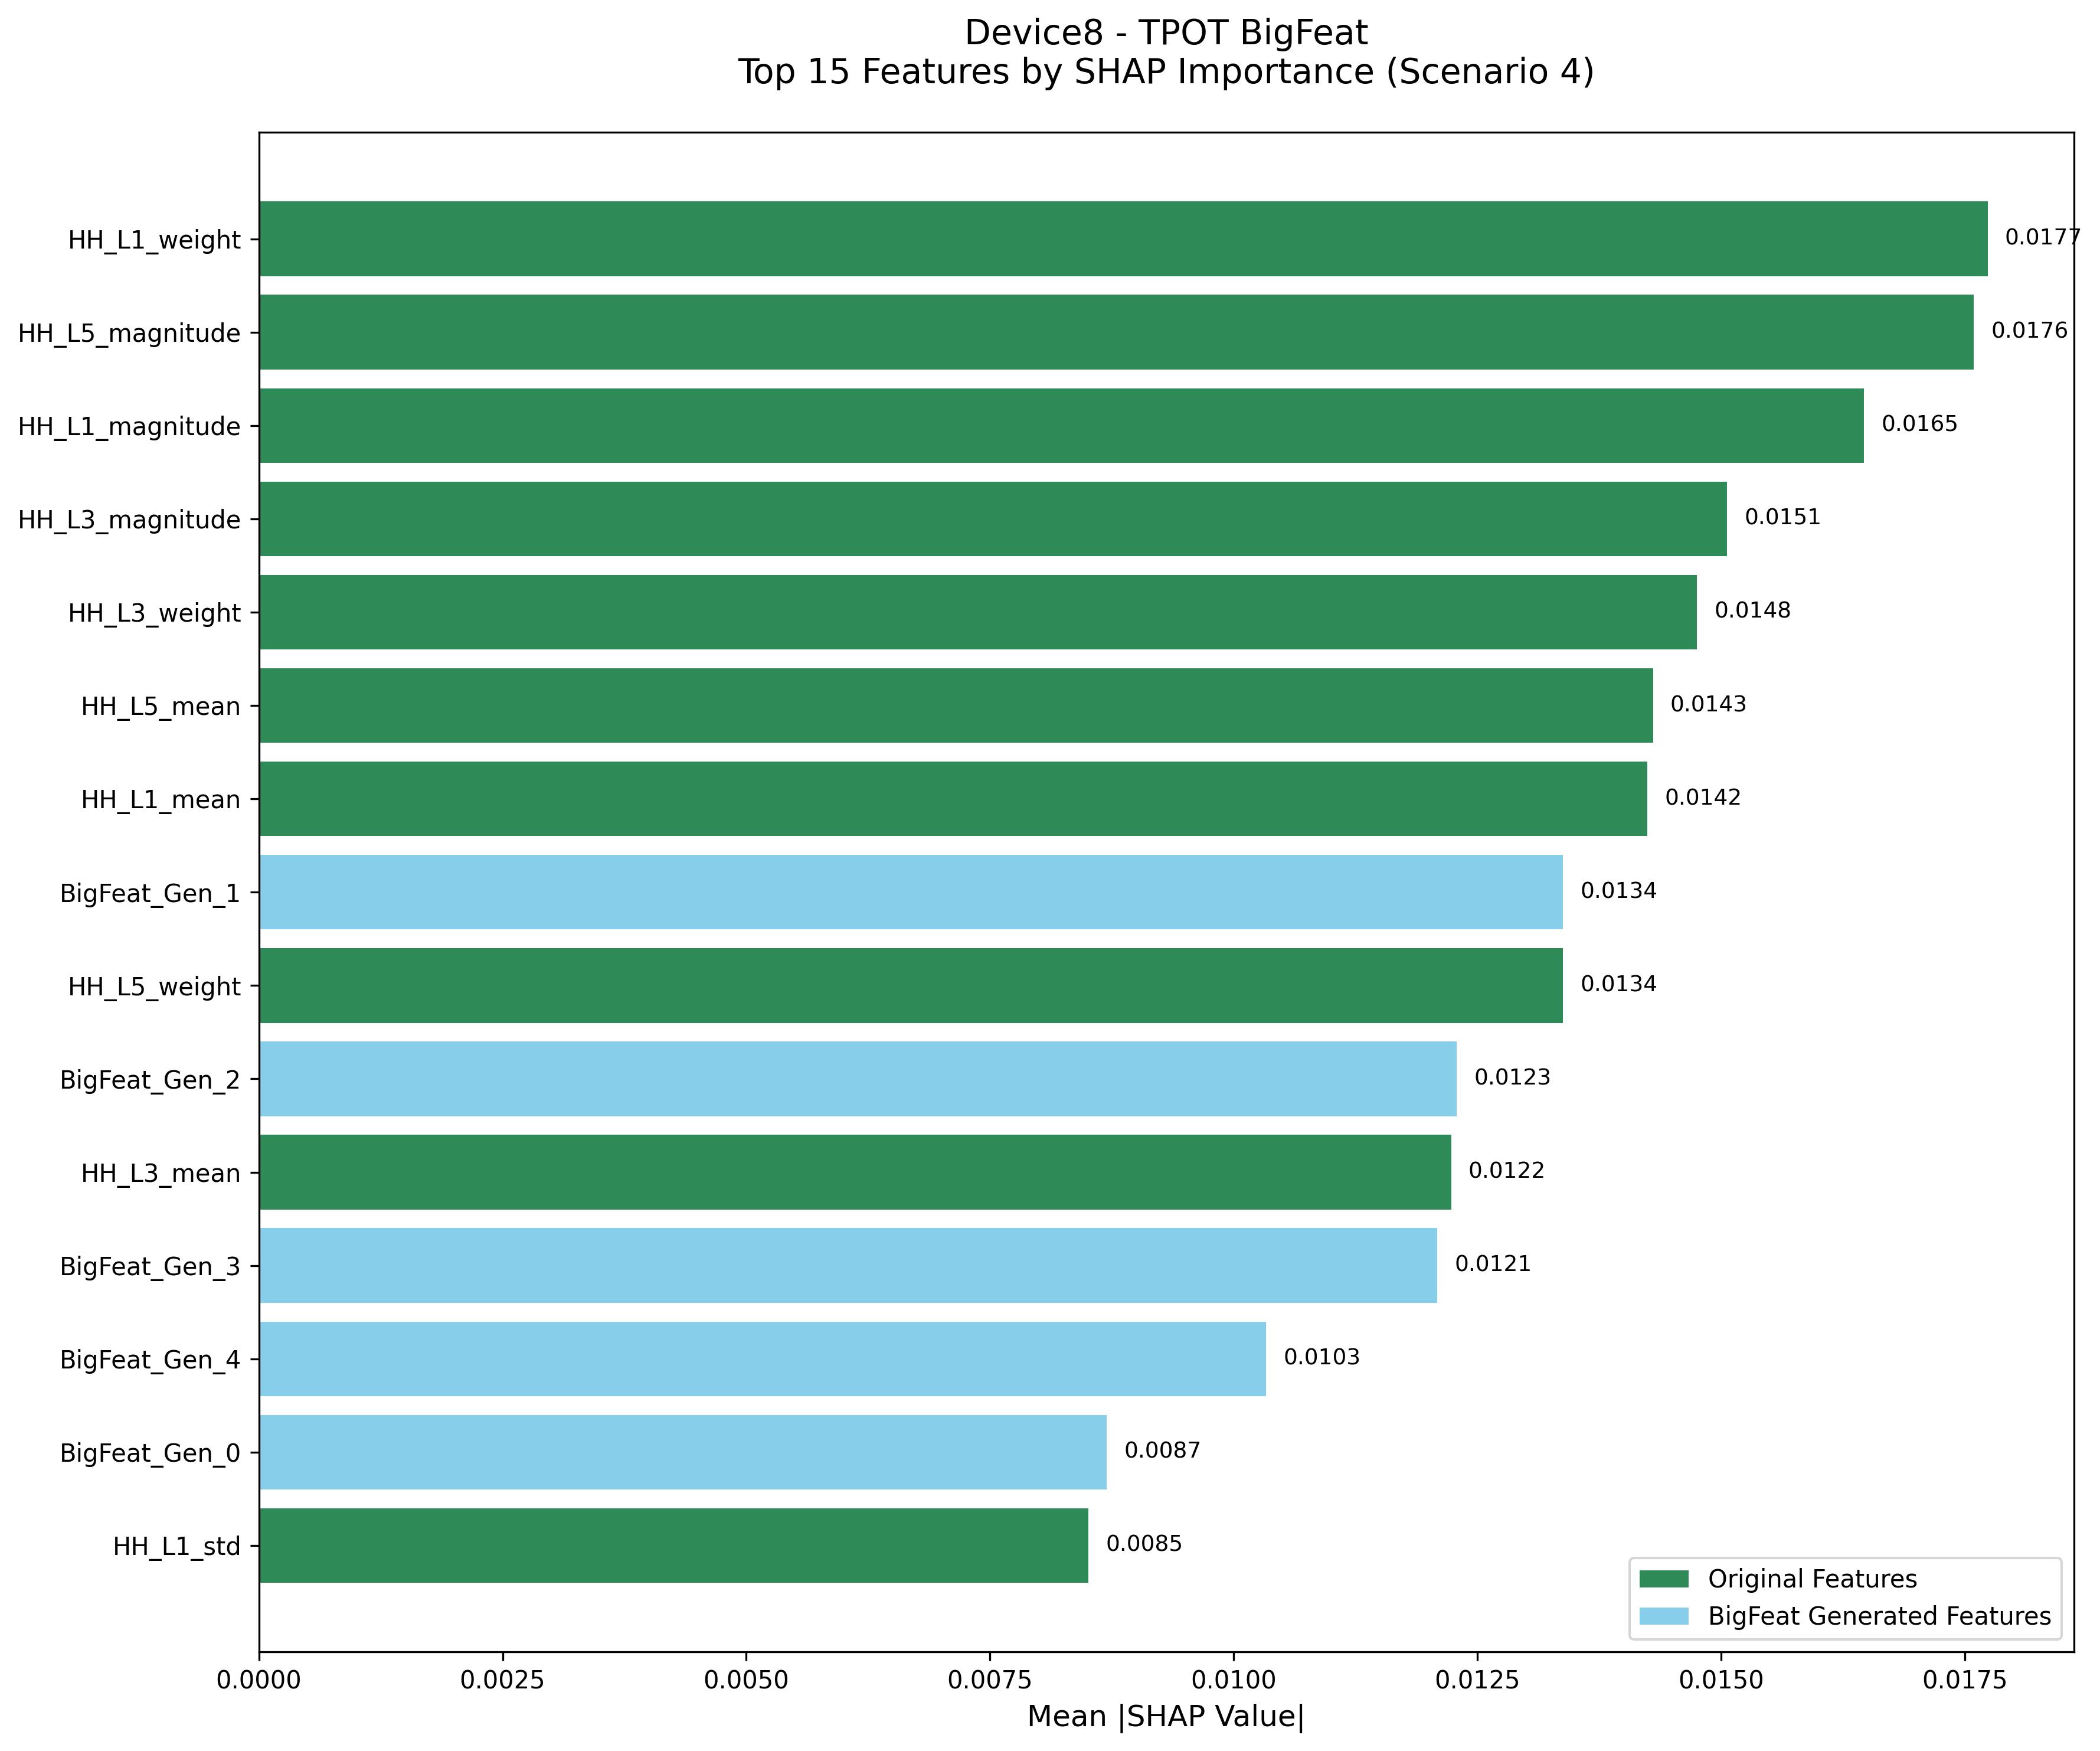 Device8 - TPOT BigFeat
Top 15 Features by SHAP Importance (Scenario 4)
HH_L1_weight 0.0177
HH_L5_magnitude 0.0176
HH_L1_magnitude 0.0165
HH_L3_magnitude 0.0151
HH_L3_weight 0.0148
HH_L5_mean 0.0143
HH_L1_mean 0.0142
BigFeat_Gen_1 0.0134
HH_L5_weight 0.0134
BigFeat_Gen_2 0.0123
HH_L3_mean 0.0122
BigFeat_Gen_3 0.0121
BigFeat_Gen_4 0.0103
BigFeat_Gen_0 0.0087
HH_L1_std 0.0085
Original Features
BigFeat Generated Features
0.0000 0.0025 0.0050 0.0075 0.0100 0.0125 0.0150 0.0175
Mean |SHAP Value|